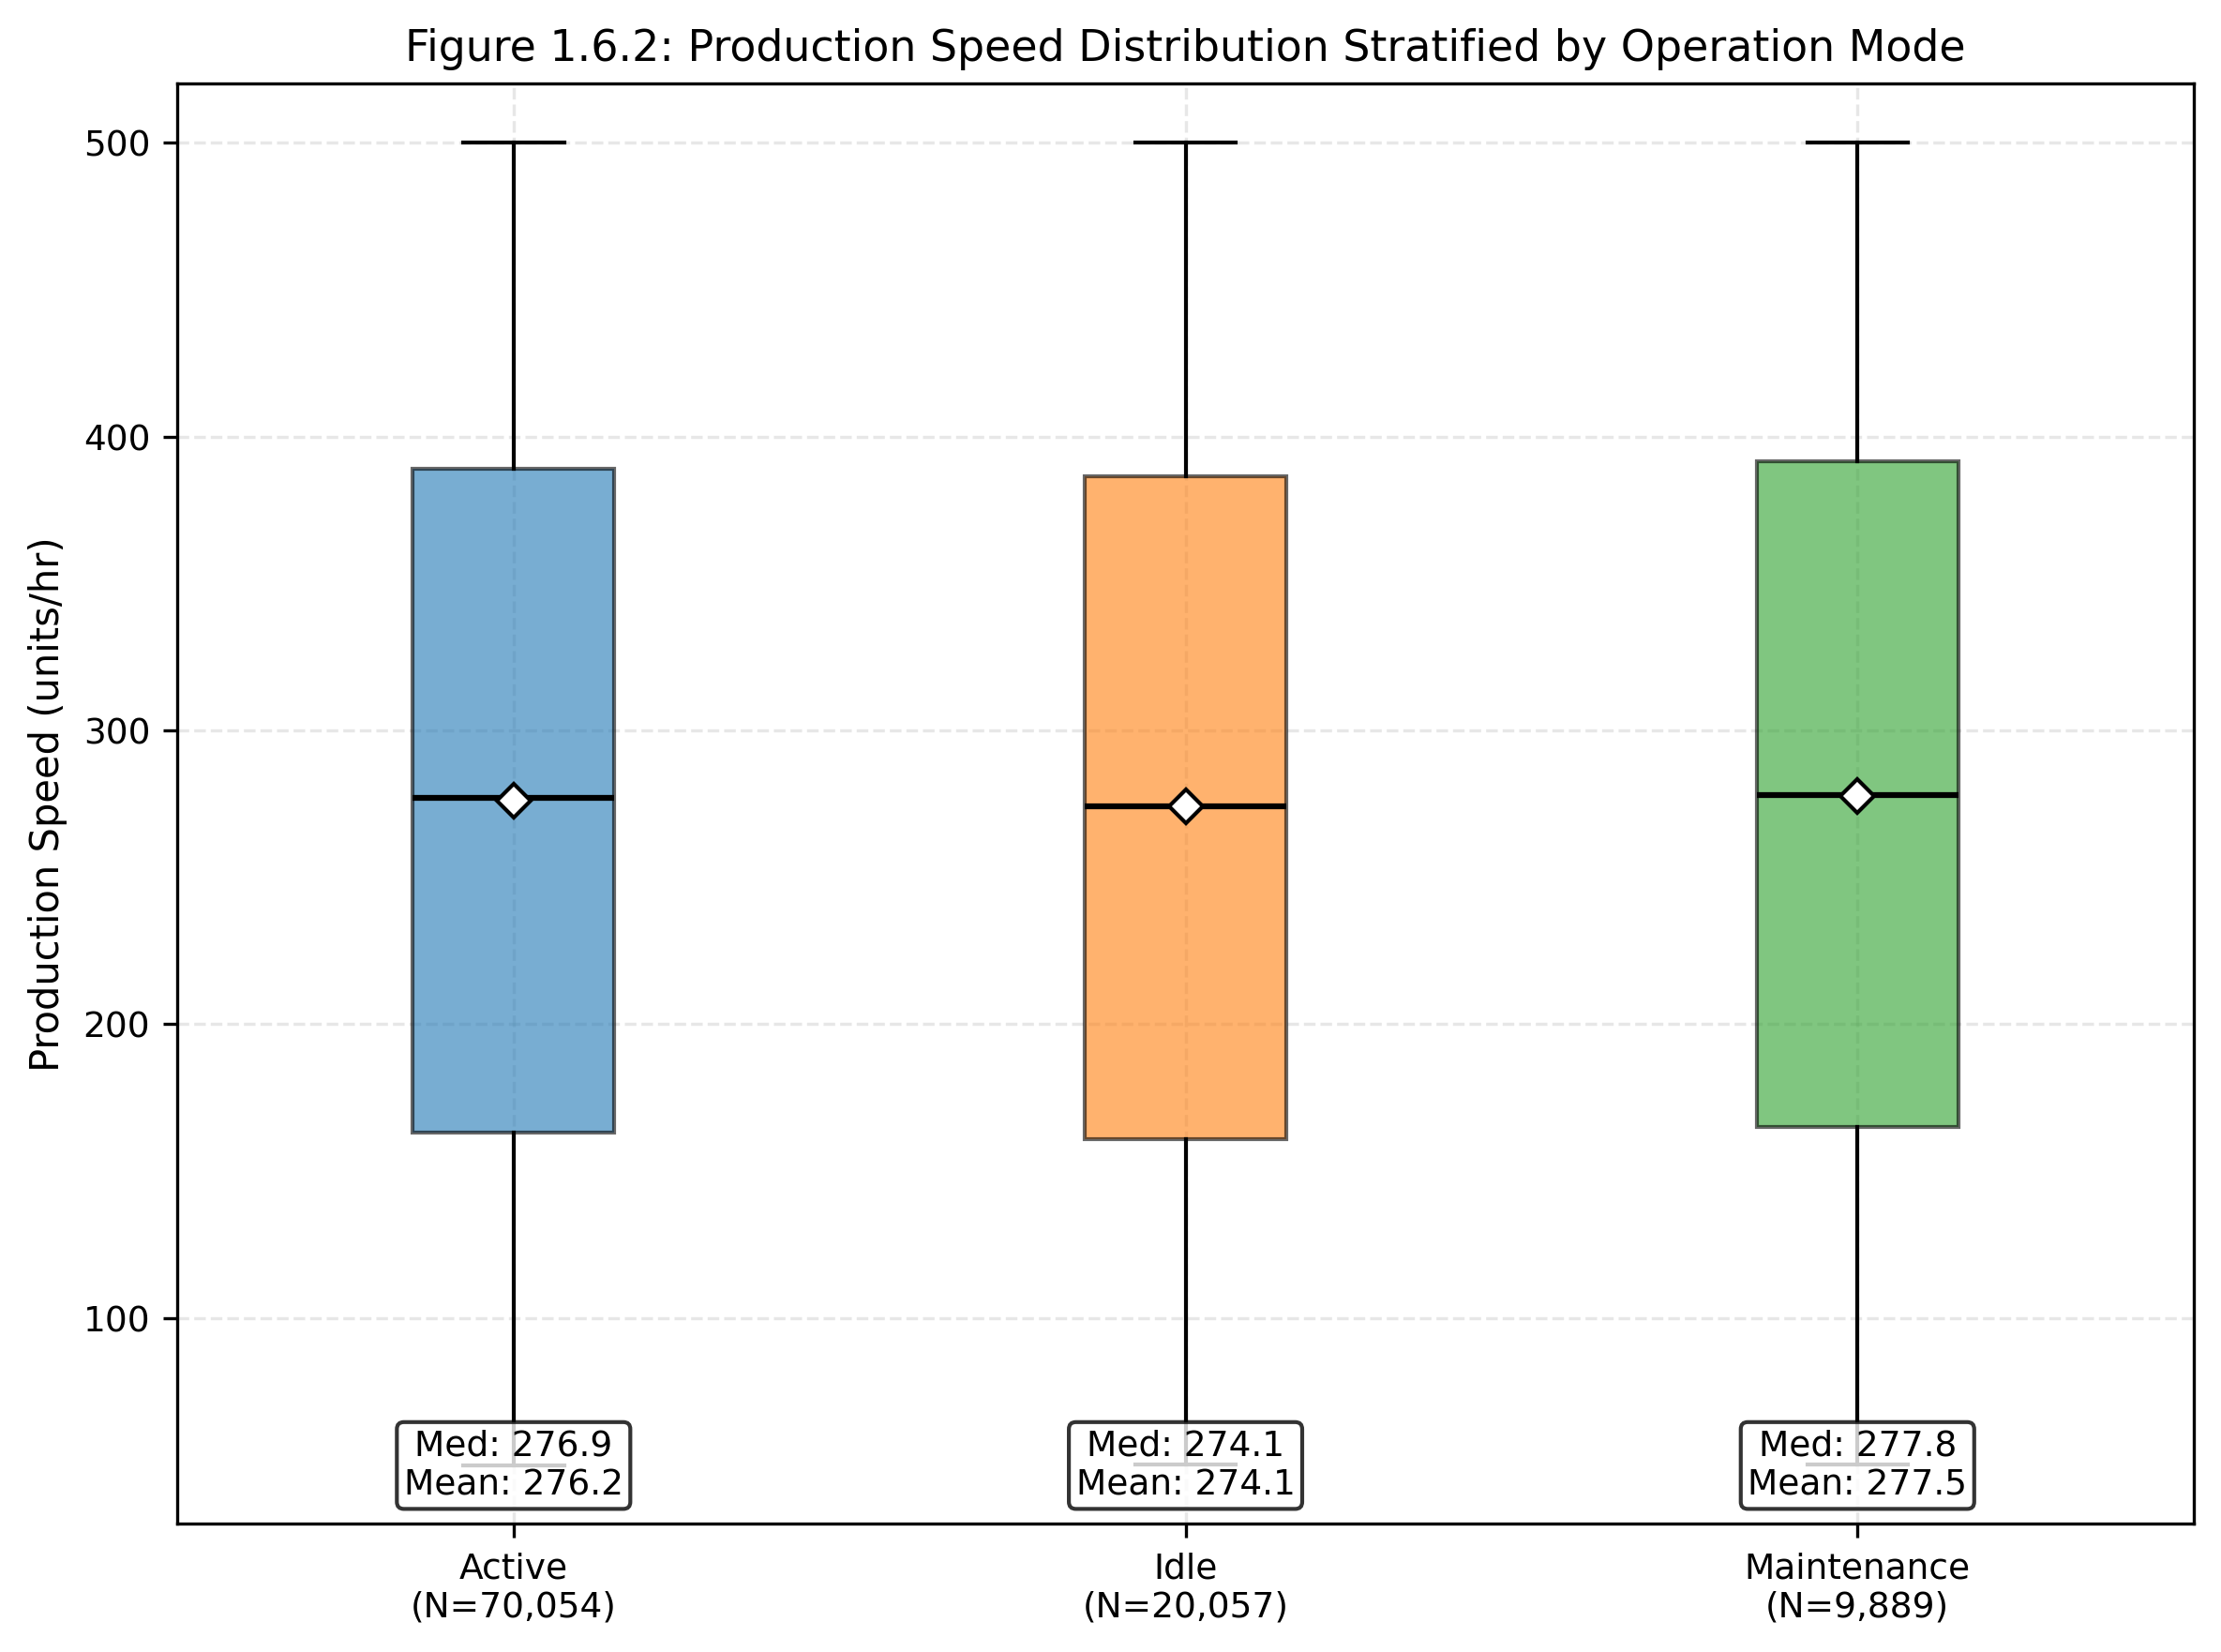 Figure 1.6.2: Production Speed Distribution Stratified by Operation Mode
Production Speed (units/hr)
500
400
300
200
100
Med: 276.9
Mean: 276.2
Med: 274.1
Mean: 274.1
Med: 277.8
Mean: 277.5
Active
(N=70,054)
Idle
(N=20,057)
Maintenance
(N=9,889)